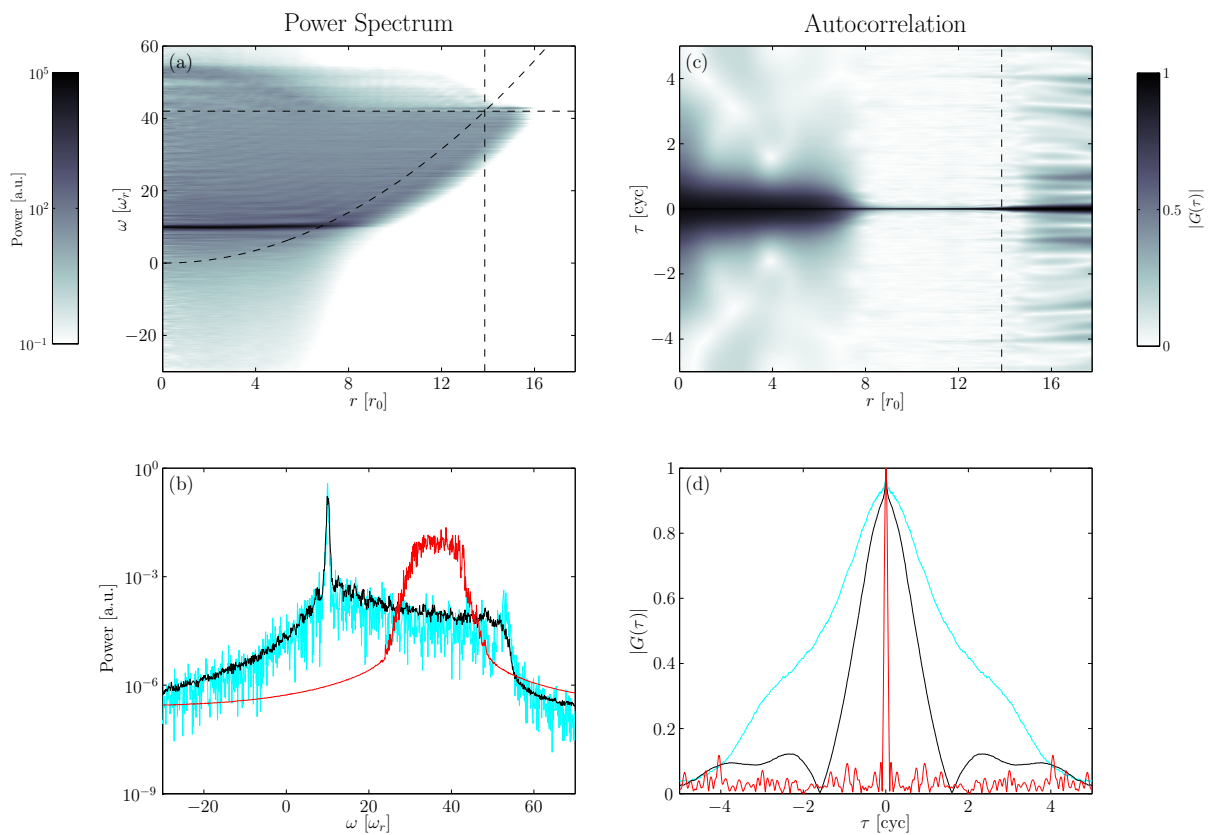 Power Spectrum
Autocorrelation
10^5
10^2
10^−1
Power [a.u.]
(a)
60
40
20
0
−20
ω [ω_r]
0 4 8 12 16
r [r_0]
(c)
4
2
0
−2
−4
τ [cyc]
0 4 8 12 16
r [r_0]
1
0.5
0
|G(τ)|
(b)
10^0
10^−3
10^−6
10^−9
Power [a.u.]
−20 0 20 40 60
ω [ω_r]
(d)
1
0.8
0.6
0.4
0.2
0
|G(τ)|
−4 −2 0 2 4
τ [cyc]